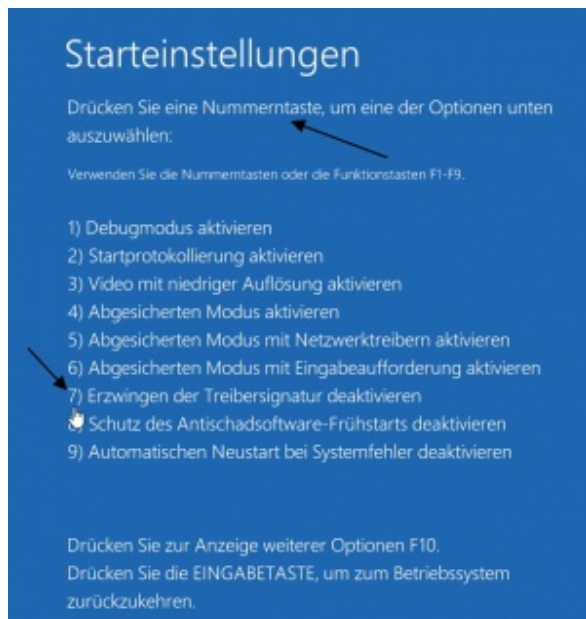 Starteinstellungen
Drücken Sie eine Nummerntaste, um eine der Optionen unten
auszuwählen:
Verwenden Sie die Nummerntasten oder die Funktionstasten F1-F9.
1) Debugmodus aktivieren
2) Startprotokollierung aktivieren
3) Video mit niedriger Auflösung aktivieren
4) Abgesicherten Modus aktivieren
5) Abgesicherten Modus mit Netzwerktreibern aktivieren
6) Abgesicherten Modus mit Eingabeaufforderung aktivieren
7) Erzwingen der Treibersignatur deaktivieren
8) Schutz des Antischadsoftware-Frühstarts deaktivieren
9) Automatischen Neustart bei Systemfehler deaktivieren
Drücken Sie zur Anzeige weiterer Optionen F10.
Drücken Sie die EINGABETASTE, um zum Betriebssystem
zurückzukehren.